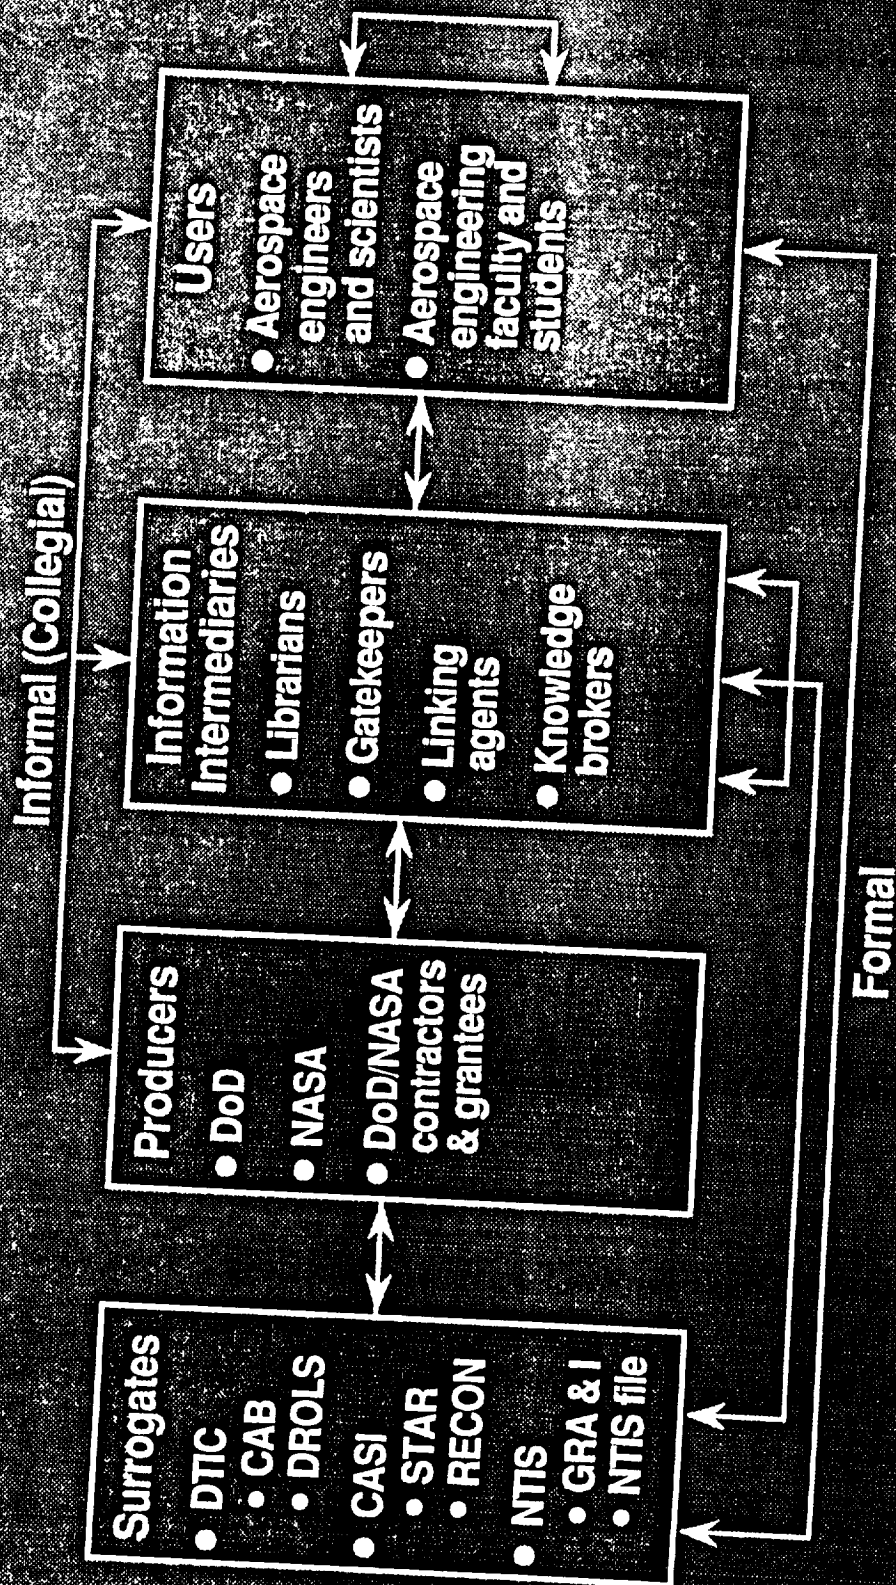 Informal (Collegial)
Surrogates
• DTIC
• CAB
• DROLS
• CASI
• STAR
• RECON
• NTIS
• GRA & I
• NTIS file
Producers
• DoD
• NASA
• DoD/NASA
contractors
& grantees
Information
Intermediaries
• Librarians
• Gatekeepers
• Linking
agents
• Knowledge
brokers
Users
• Aerospace
engineers
and scientists
• Aerospace
engineering
faculty and
students
Formal